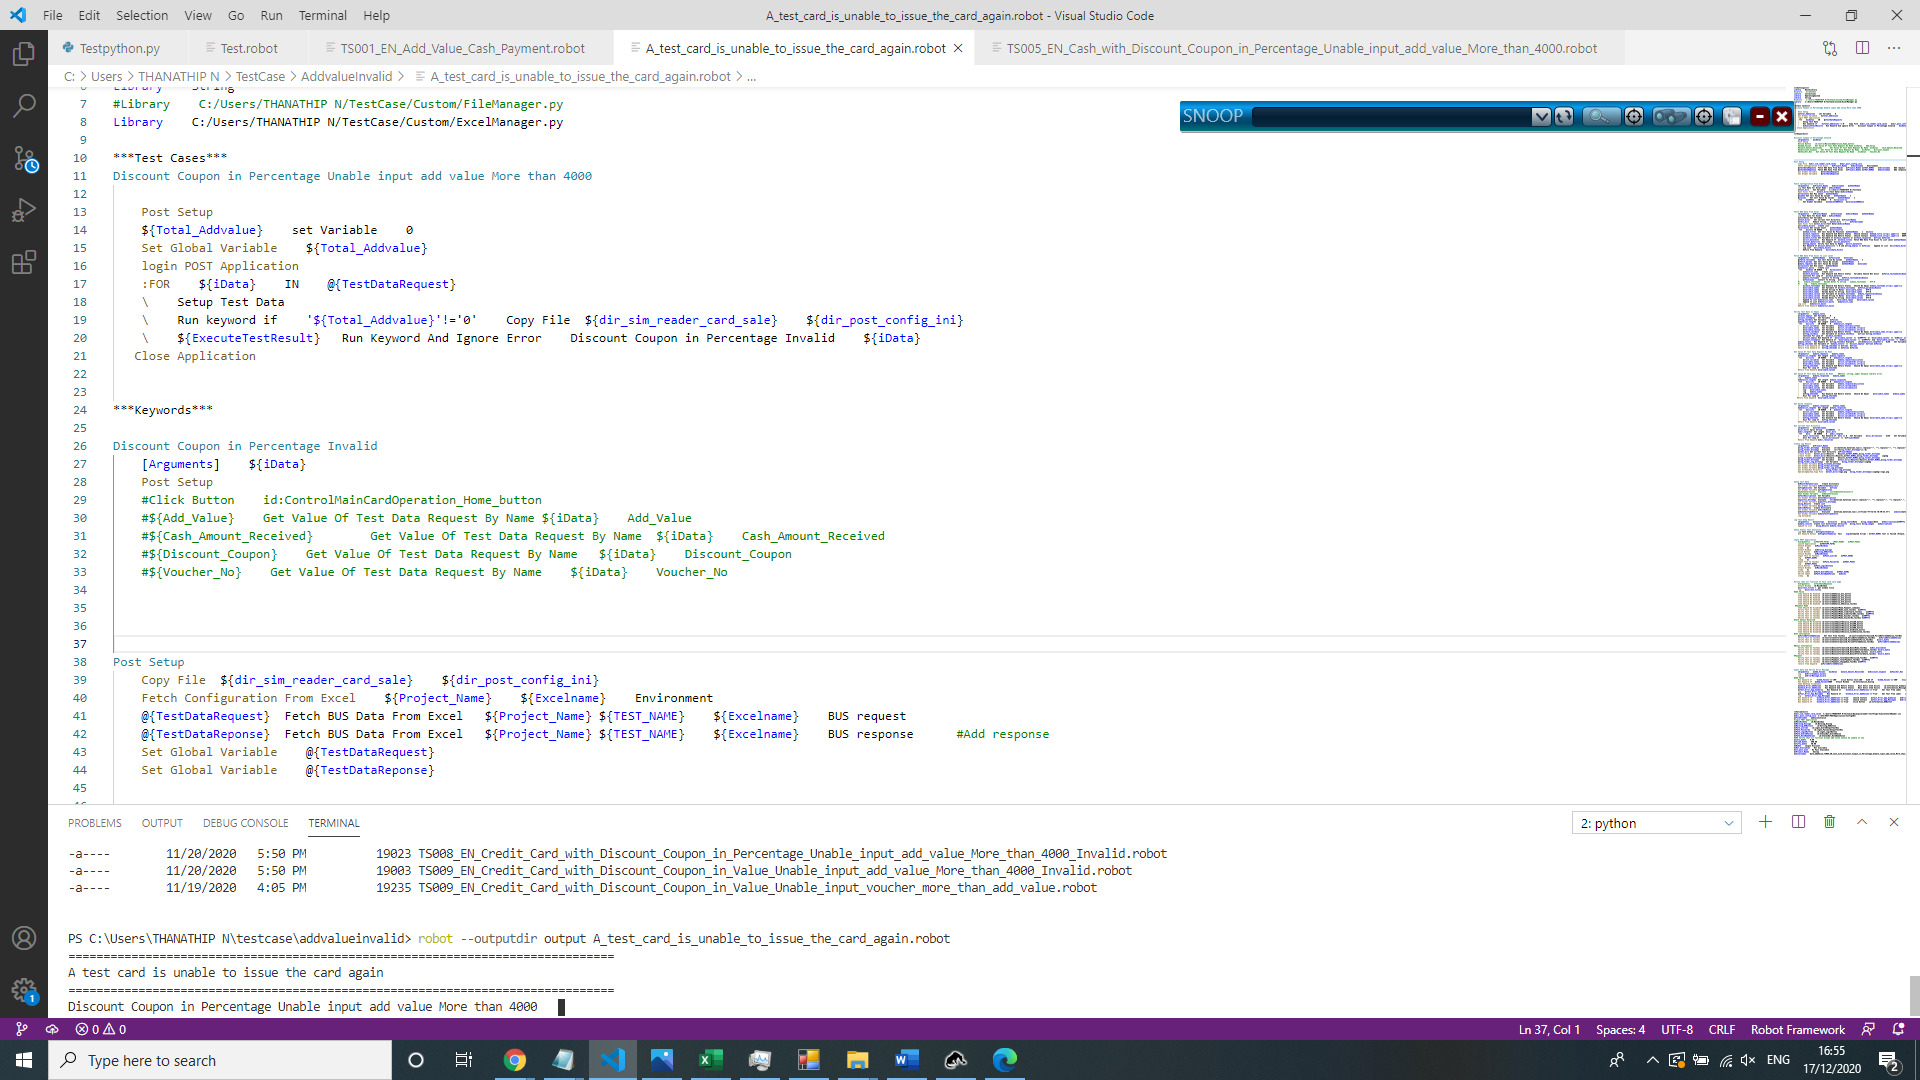 File Edit Selection View Go Run Terminal Help
A_test_card_is_unable_to_issue_the_card_again.robot - Visual Studio Code
Testpython.py
Test.robot
TS001_EN_Add_Value_Cash_Payment.robot
A_test_card_is_unable_to_issue_the_card_again.robot
TS005_EN_Cash_with_Discount_Coupon_in_Percentage_Unable_input_add_value_More_than_4000.robot
C: > Users > THANATHIP N > TestCase > AddvalueInvalid > A_test_card_is_unable_to_issue_the_card_again.robot > ...
6 Library String
7 #Library    C:/Users/THANATHIP N/TestCase/Custom/FileManager.py
8 Library    C:/Users/THANATHIP N/TestCase/Custom/ExcelManager.py
9
10 ***Test Cases***
11 Discount Coupon in Percentage Unable input add value More than 4000
12
13     Post Setup
14     ${Total_Addvalue}    set Variable    0
15     Set Global Variable    ${Total_Addvalue}
16     login POST Application
17     :FOR    ${iData}    IN    @{TestDataRequest}
18     \    Setup Test Data
19     \    Run keyword if    '${Total_Addvalue}'!='0'    Copy File  ${dir_sim_reader_card_sale}    ${dir_post_config_ini}
20     \    ${ExecuteTestResult}   Run Keyword And Ignore Error    Discount Coupon in Percentage Invalid    ${iData}
21    Close Application
22
23
24 ***Keywords***
25
26 Discount Coupon in Percentage Invalid
27     [Arguments]    ${iData}
28     Post Setup
29     #Click Button    id:ControlMainCardOperation_Home_button
30     #${Add_Value}    Get Value Of Test Data Request By Name ${iData}    Add_Value
31     #${Cash_Amount_Received}        Get Value Of Test Data Request By Name  ${iData}    Cash_Amount_Received
32     #${Discount_Coupon}    Get Value Of Test Data Request By Name   ${iData}    Discount_Coupon
33     #${Voucher_No}    Get Value Of Test Data Request By Name    ${iData}    Voucher_No
34
35
36
37
38 Post Setup
39     Copy File  ${dir_sim_reader_card_sale}    ${dir_post_config_ini}
40     Fetch Configuration From Excel    ${Project_Name}    ${Excelname}    Environment
41     @{TestDataRequest}  Fetch BUS Data From Excel   ${Project_Name} ${TEST_NAME}    ${Excelname}    BUS request
42     @{TestDataReponse}  Fetch BUS Data From Excel   ${Project_Name} ${TEST_NAME}    ${Excelname}    BUS response      #Add response
43     Set Global Variable    @{TestDataRequest}
44     Set Global Variable    @{TestDataReponse}
45
SNOOP
PROBLEMS OUTPUT DEBUG CONSOLE TERMINAL
2: python
-a----        11/20/2020   5:50 PM          19023 TS008_EN_Credit_Card_with_Discount_Coupon_in_Percentage_Unable_input_add_value_More_than_4000_Invalid.robot
-a----        11/20/2020   5:50 PM          19003 TS009_EN_Credit_Card_with_Discount_Coupon_in_Value_Unable_input_add_value_More_than_4000_Invalid.robot
-a----        11/19/2020   4:05 PM          19235 TS009_EN_Credit_Card_with_Discount_Coupon_in_Value_Unable_input_voucher_more_than_add_value.robot
PS C:\Users\THANATHIP N\testcase\addvalueinvalid> robot --outputdir output A_test_card_is_unable_to_issue_the_card_again.robot
==============================================================================
A test card is unable to issue the card again
==============================================================================
Discount Coupon in Percentage Unable input add value More than 4000
1
0 0
Ln 37, Col 1 Spaces: 4 UTF-8 CRLF Robot Framework
Type here to search
ENG
16:55
17/12/2020
2